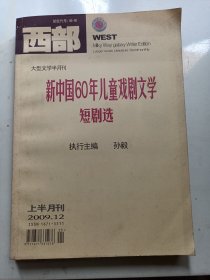 西部
WEST
大型文学半月刊
新中国60年儿童戏剧文学
短剧选
执行主编 孙毅
上半月刊
2009.12